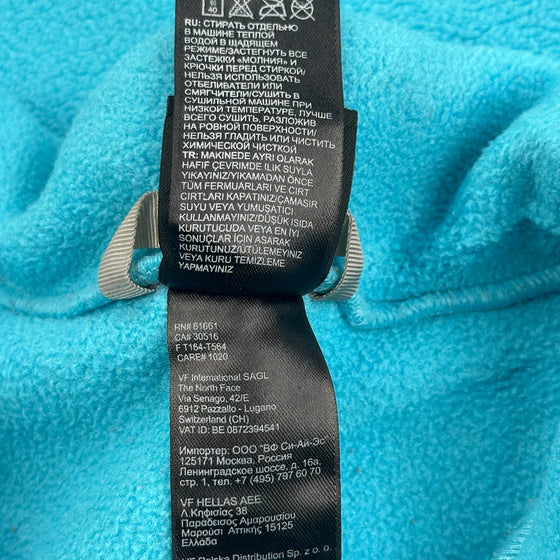 40
RU: СТИРАТЬ ОТДЕЛЬНО
В МАШИНЕ ТЕПЛОЙ
ВОДОЙ В ЩАДЯЩЕМ
РЕЖИМЕ/ЗАСТЕГНУТЬ ВСЕ
ЗАСТЕЖКИ «МОЛНИЯ» И
КРЮЧКИ ПЕРЕД СТИРКОЙ/
НЕЛЬЗЯ ИСПОЛЬЗОВАТЬ
ОТБЕЛИВАТЕЛИ ИЛИ
СМЯГЧИТЕЛИ/СУШИТЬ В
СУШИЛЬНОЙ МАШИНЕ ПРИ
НИЗКОЙ ТЕМПЕРАТУРЕ, ЛУЧШЕ
ВСЕГО СУШИТЬ, РАЗЛОЖИВ
НА РОВНОЙ ПОВЕРХНОСТИ/
НЕЛЬЗЯ ГЛАДИТЬ ИЛИ ЧИСТИТЬ
ХИМИЧЕСКОЙ ЧИСТКОЙ
TR: MAKINEDE AYRI OLARAK
HAFIF ÇEVRIMDE ILIK SUYLA
YIKAYINIZ/YIKAMADAN ÖNCE
TÜM FERMUARLARI VE CIRT
CIRTLARI KAPATINIZ/ÇAMAŞIR
SUYU VEYA YUMUŞATICI
KULLANMAYINIZ/DÜŞÜK ISIDA
KURUTUCUDA VEYA EN IYI
SONUÇLAR IÇIN ASARAK
KURUTUNUZ/ÜTÜLEMEYINIZ
VEYA KURU TEMIZLEME
YAPMAYINIZ
RN# 61661
CA# 30516
F T164-T564
CARE# 1020
VF International SAGL
The North Face
Via Senago, 42/E
6912 Pazzallo - Lugano
Switzerland (CH)
VAT ID: BE 0872394541
Импортер: ООО "ВФ Си-Ай-Эс"
125171 Москва, Россия
Ленинградское шоссе, д. 16а,
стр. 1, тел +7 (495) 797 60 70
VF HELLAS AEE
Λ.Κηφισίας 38
Παράδεισος Αμαρουσίου
Μαρούσι Αττικής 15125
Ελλάδα
VF Polska Distribution Sp. z o. o.